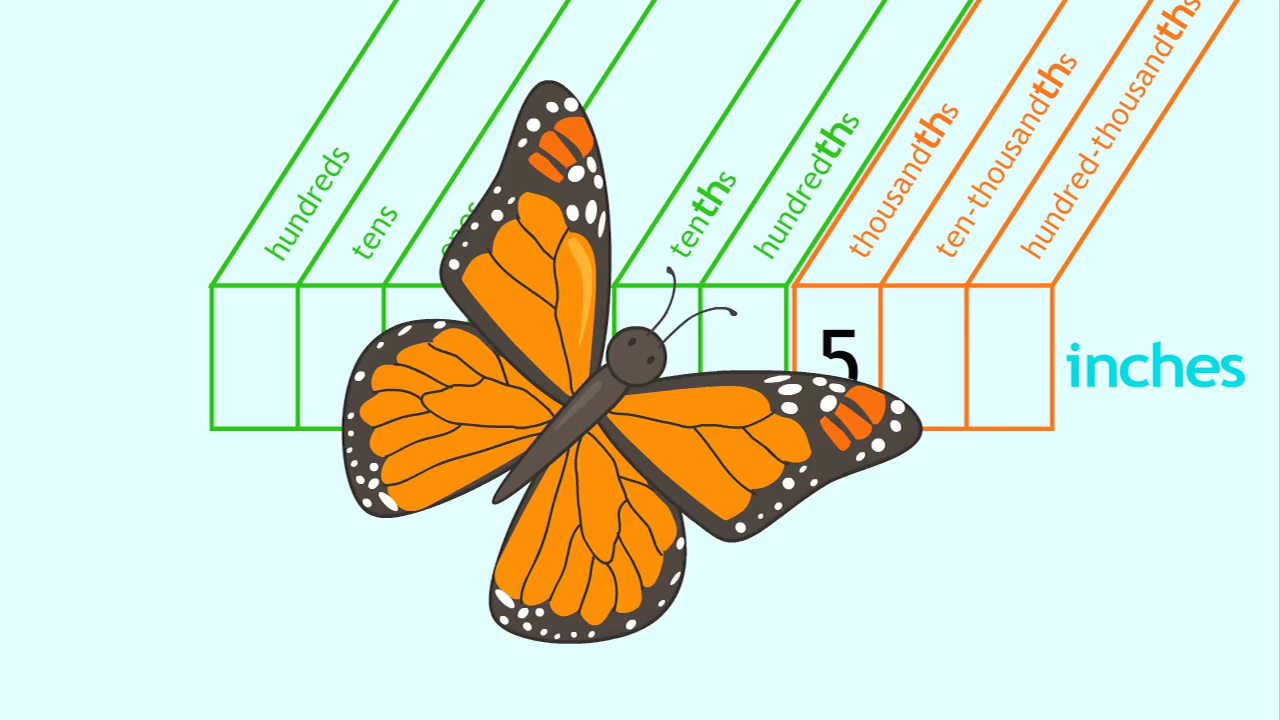 hundreds
tens
tenths
hundredths
thousandths
ten-thousandths
hundred-thousandths
5
inches